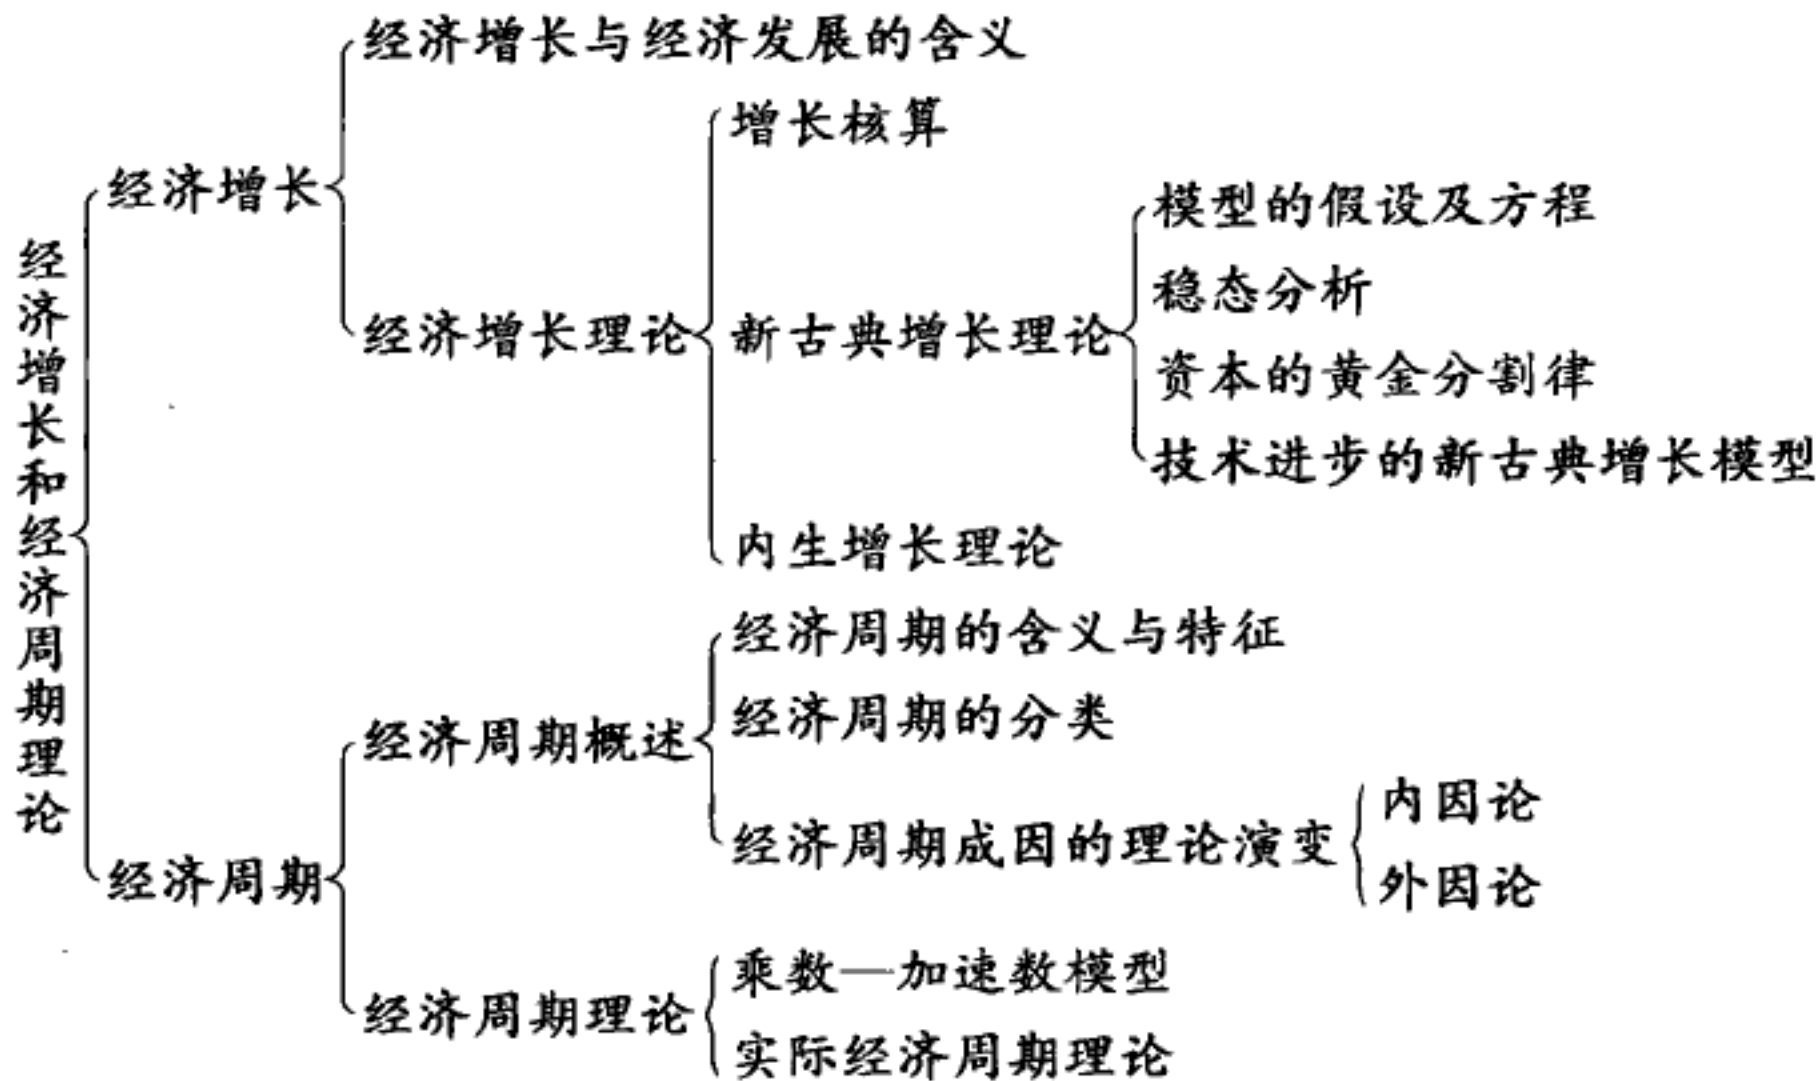 经济增长和经济周期理论
经济增长
经济增长与经济发展的含义
经济增长理论
增长核算
新古典增长理论
模型的假设及方程
稳态分析
资本的黄金分割律
技术进步的新古典增长模型
内生增长理论
经济周期
经济周期概述
经济周期的含义与特征
经济周期的分类
经济周期成因的理论演变
内因论
外因论
经济周期理论
乘数—加速数模型
实际经济周期理论